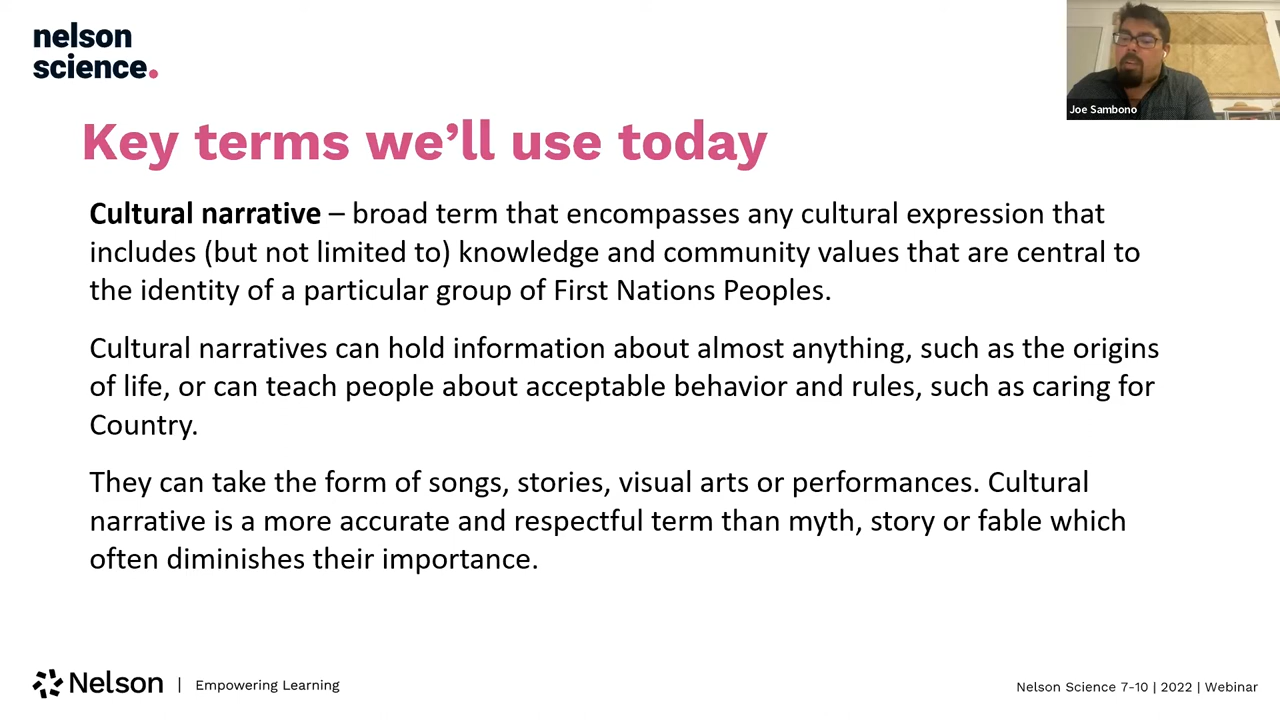 nelson
science.
Joe Sambono
Key terms we'll use today
Cultural narrative – broad term that encompasses any cultural expression that
includes (but not limited to) knowledge and community values that are central to
the identity of a particular group of First Nations Peoples.
Cultural narratives can hold information about almost anything, such as the origins
of life, or can teach people about acceptable behavior and rules, such as caring for
Country.
They can take the form of songs, stories, visual arts or performances. Cultural
narrative is a more accurate and respectful term than myth, story or fable which
often diminishes their importance.
Nelson | Empowering Learning
Nelson Science 7-10 | 2022 | Webinar